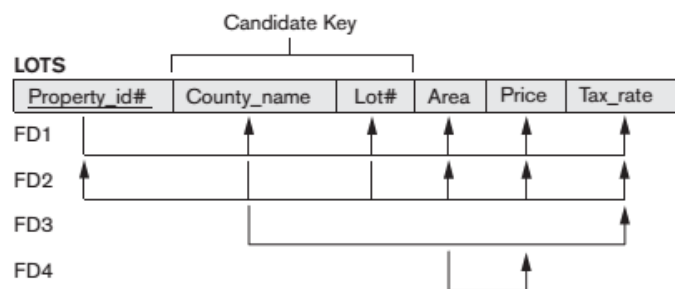 Candidate Key
LOTS
Property_id# County_name Lot# Area Price Tax_rate
FD1
FD2
FD3
FD4